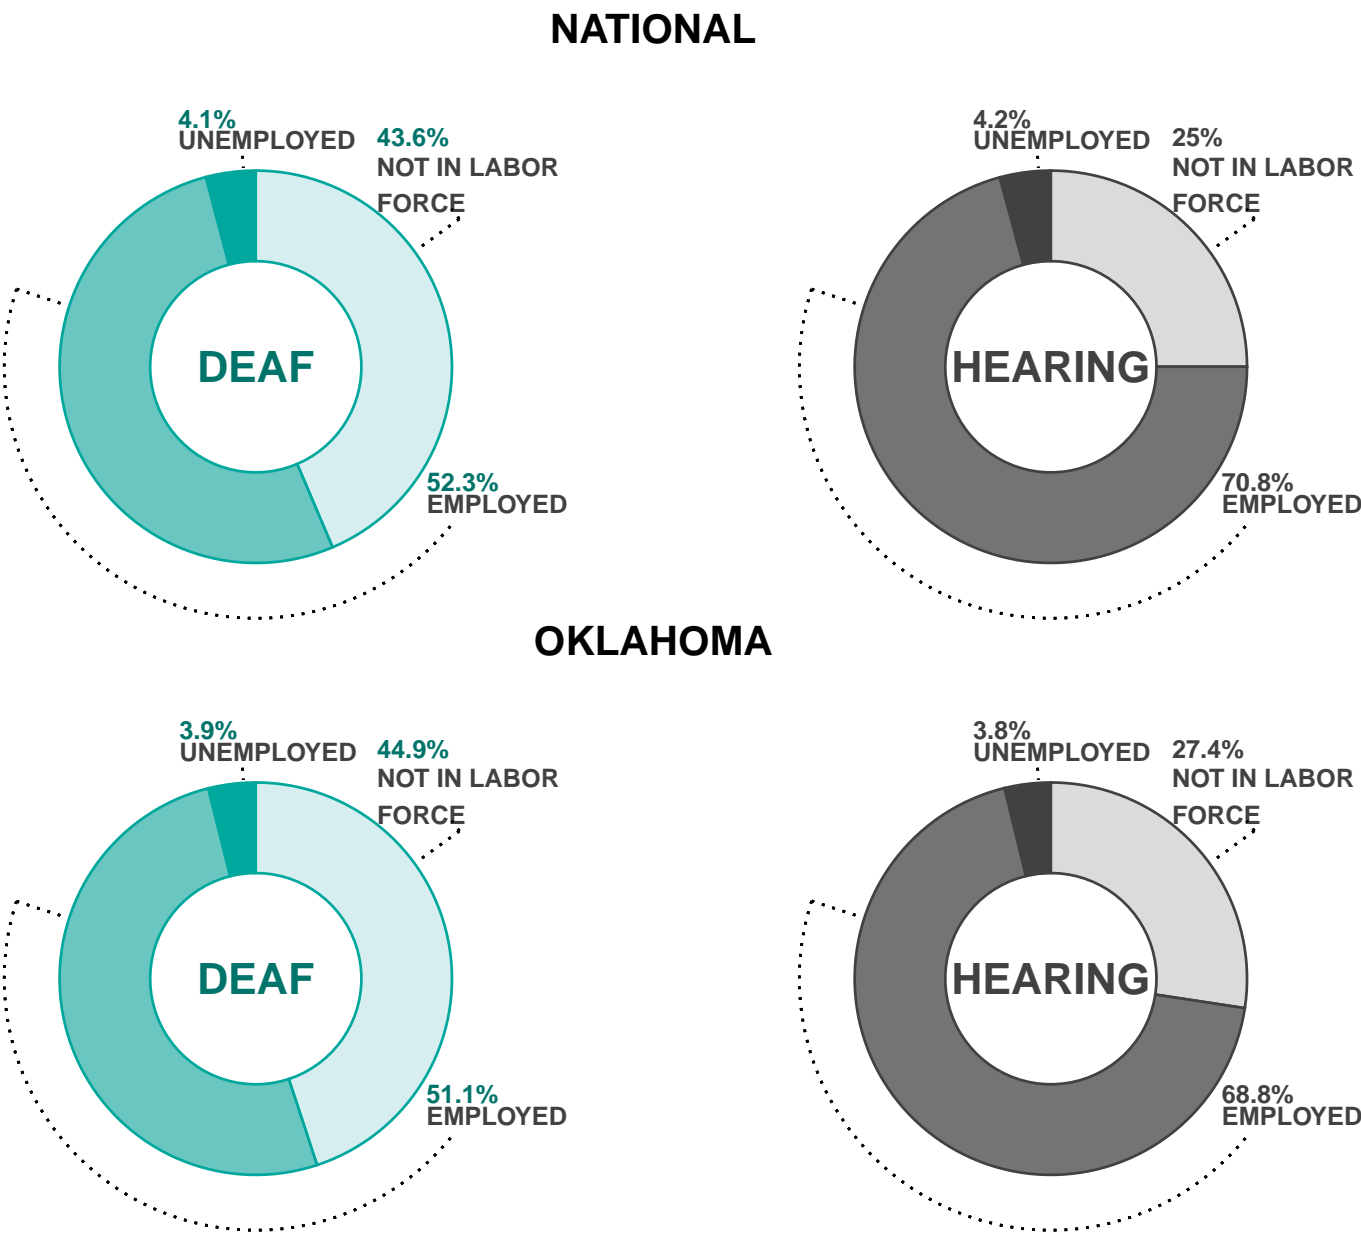 NATIONAL
4.1%
UNEMPLOYED
43.6%
NOT IN LABOR
FORCE
DEAF
52.3%
EMPLOYED
4.2%
UNEMPLOYED
25%
NOT IN LABOR
FORCE
HEARING
70.8%
EMPLOYED
OKLAHOMA
3.9%
UNEMPLOYED
44.9%
NOT IN LABOR
FORCE
DEAF
51.1%
EMPLOYED
3.8%
UNEMPLOYED
27.4%
NOT IN LABOR
FORCE
HEARING
68.8%
EMPLOYED